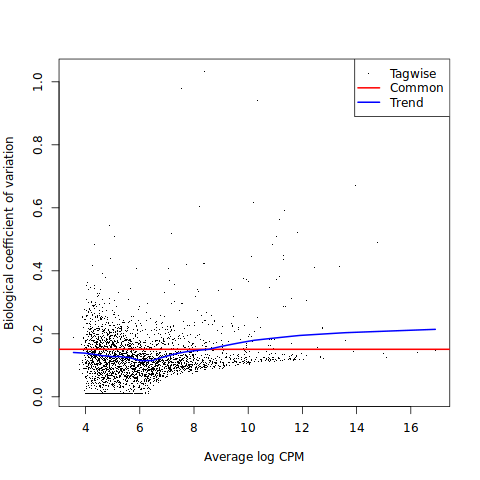 Tagwise
Common
Trend
Biological coefficient of variation
1.0
0.8
0.6
0.4
0.2
0.0
4 6 8 10 12 14 16
Average log CPM